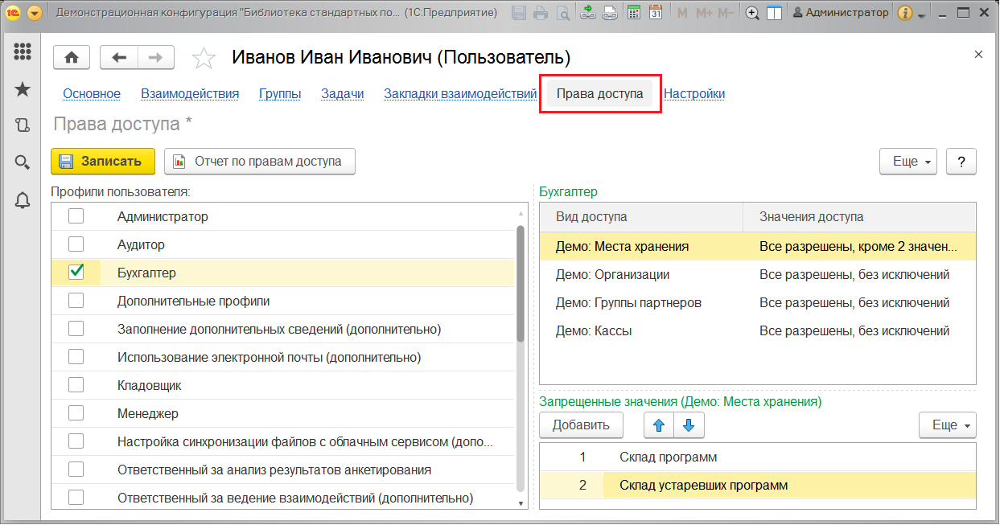 Демонстрационная конфигурация "Библиотека стандартных по... (1С:Предприятие)
M M+ M-
31
Администратор
Иванов Иван Иванович (Пользователь)
Основное Взаимодействия Группы Задачи Закладки взаимодействий Права доступа Настройки
Права доступа *
Записать Отчет по правам доступа Еще ?
Профили пользователя:
Администратор
Аудитор
Бухгалтер
Дополнительные профили
Заполнение дополнительных сведений (дополнительно)
Использование электронной почты (дополнительно)
Кладовщик
Менеджер
Настройка синхронизации файлов с облачным сервисом (допо...
Ответственный за анализ результатов анкетирования
Ответственный за ведение взаимодействий (дополнительно)
Бухгалтер
Вид доступа Значения доступа
Демо: Места хранения Все разрешены, кроме 2 значен...
Демо: Организации Все разрешены, без исключений
Демо: Группы партнеров Все разрешены, без исключений
Демо: Кассы Все разрешены, без исключений
Запрещенные значения (Демо: Места хранения)
Добавить Еще
1 Склад программ
2 Склад устаревших программ